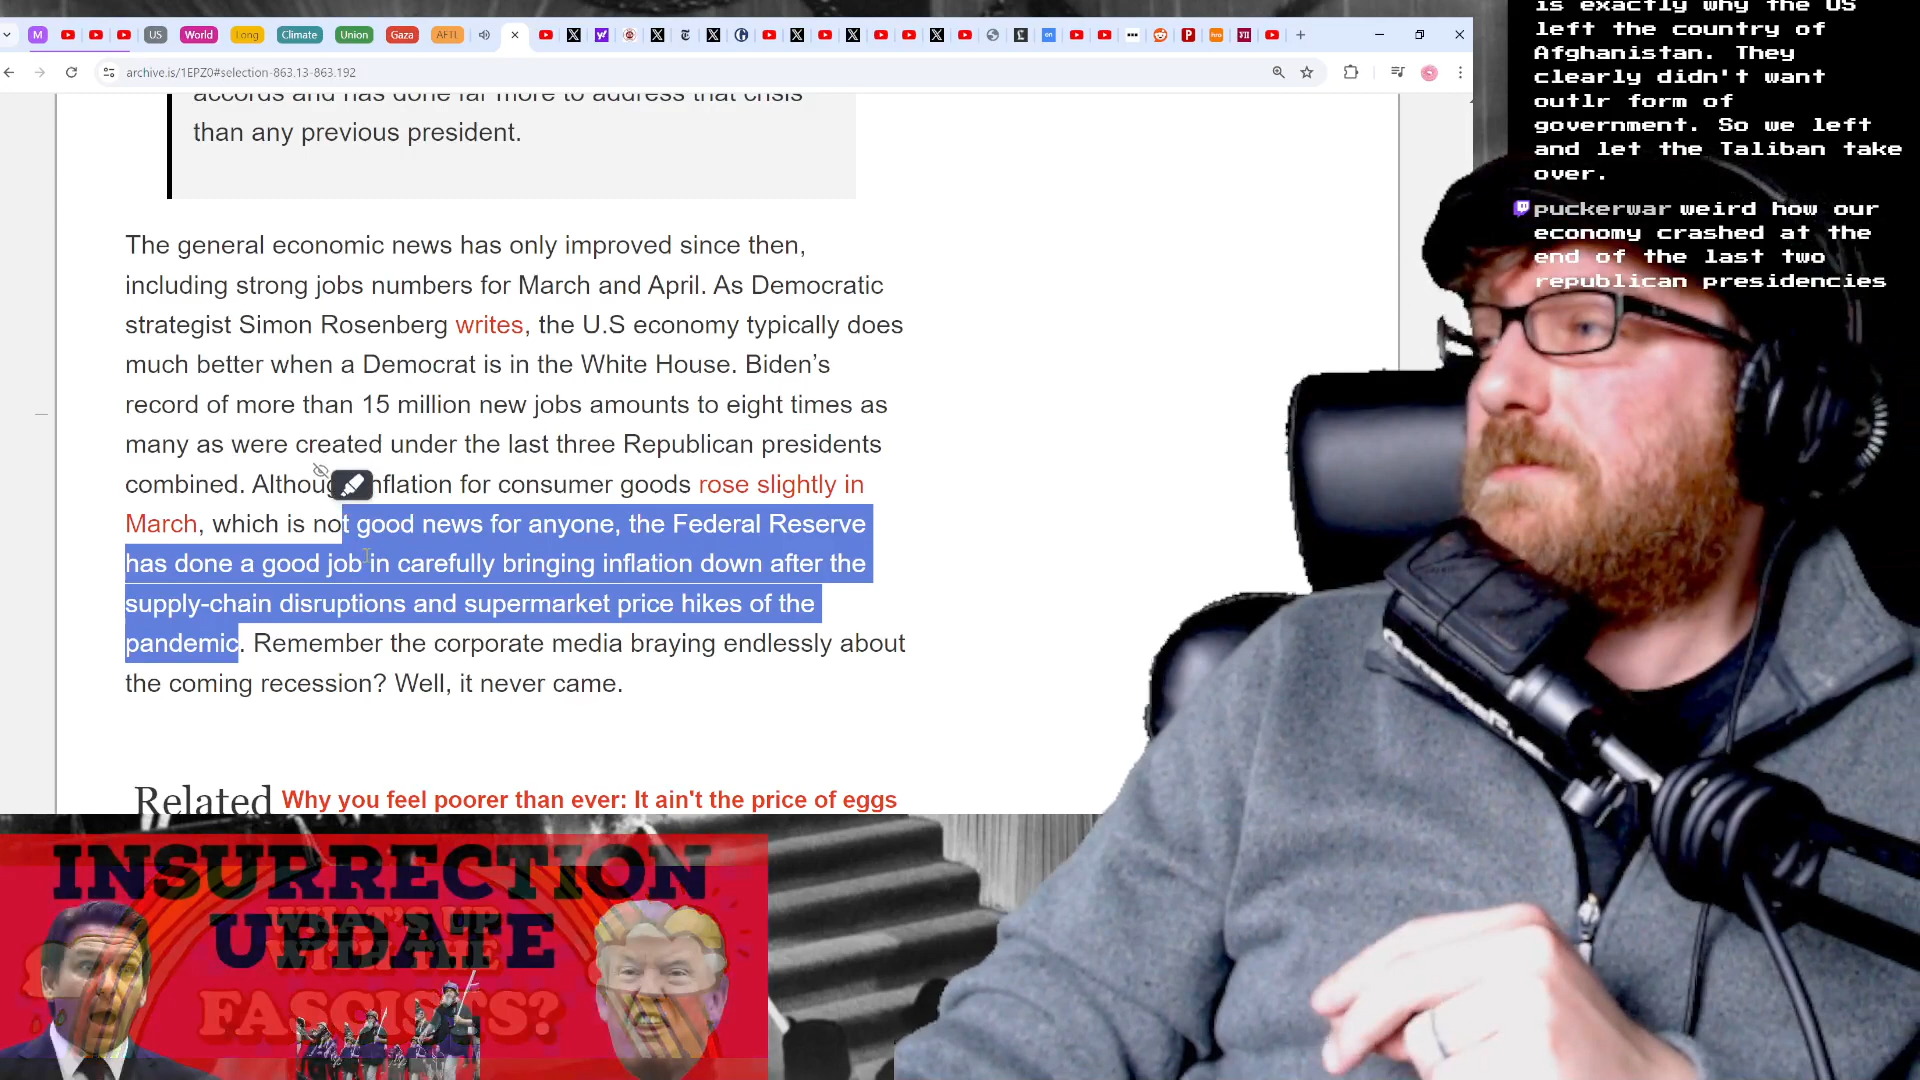 M
US
World
Long
Climate
Union
Gaza
AFTI
archive.is/1EPZ0#selection-863.13-863.192
accords and has done far more to address that crisis
than any previous president.
The general economic news has only improved since then,
including strong jobs numbers for March and April. As Democratic
strategist Simon Rosenberg writes, the U.S economy typically does
much better when a Democrat is in the White House. Biden’s
record of more than 15 million new jobs amounts to eight times as
many as were created under the last three Republican presidents
combined. Although inflation for consumer goods rose slightly in
March, which is not good news for anyone, the Federal Reserve
has done a good job in carefully bringing inflation down after the
supply-chain disruptions and supermarket price hikes of the
pandemic. Remember the corporate media braying endlessly about
the coming recession? Well, it never came.
Related Why you feel poorer than ever: It ain't the price of eggs
is exactly why the US
left the country of
Afghanistan. They
clearly didn't want
outlr form of
government. So we left
and let the Taliban take
over.
puckerwar weird how our
economy crashed at the
end of the last two
republican presidencies
INSURRECTION
UPDATE
WHAT'S UP
WITH THE
FASCISTS?